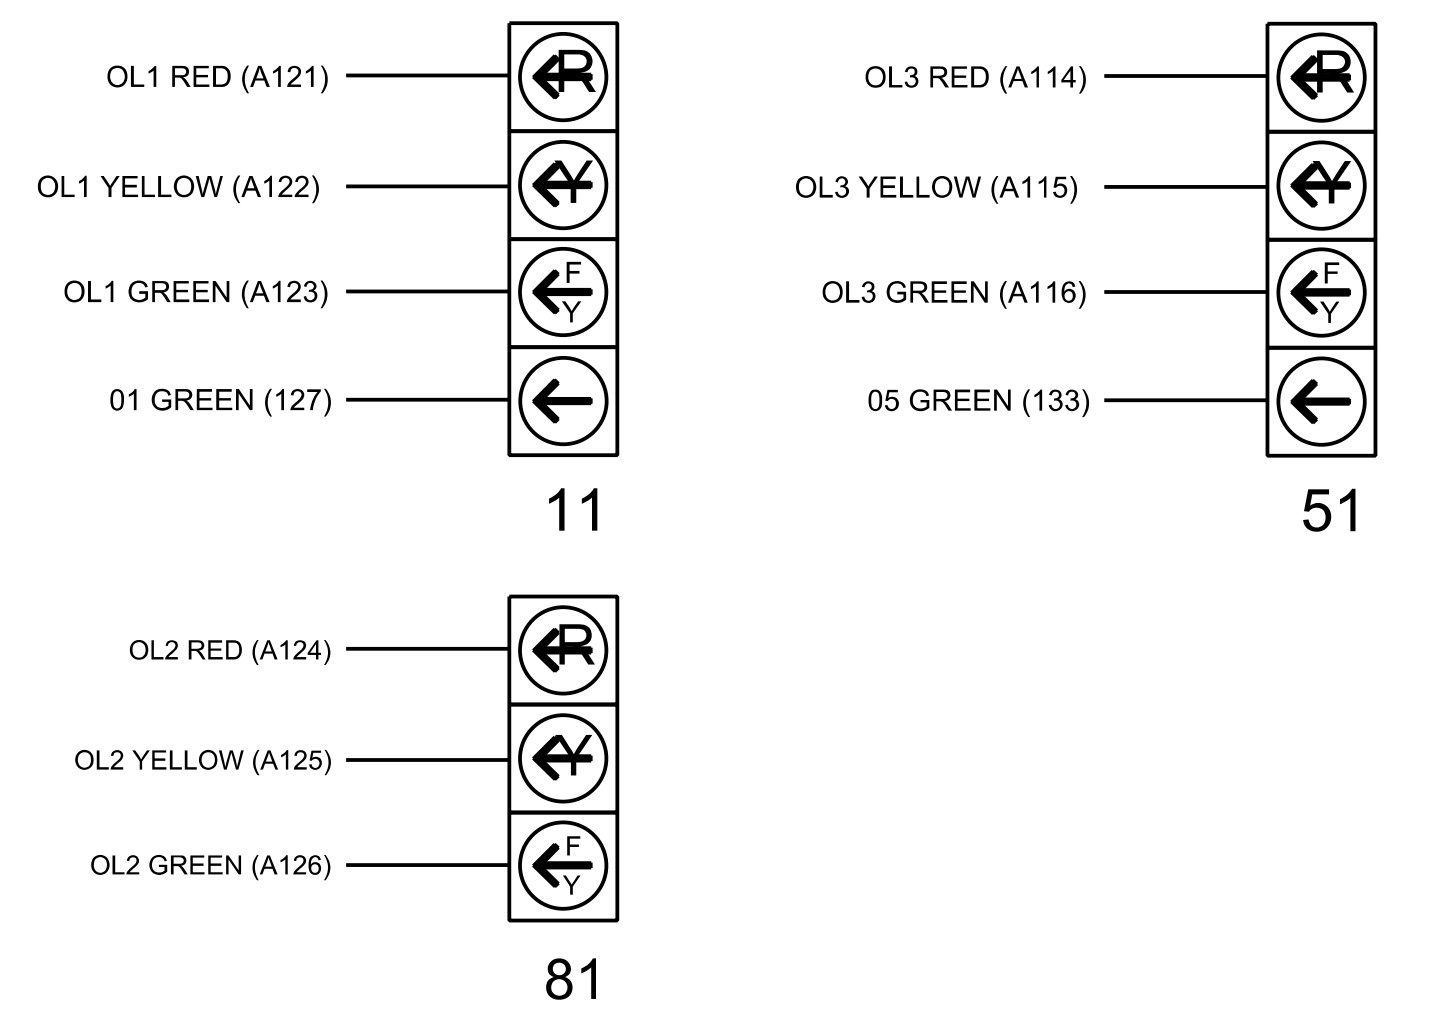 OL1 RED (A121)
R
OL1 YELLOW (A122)
Y
OL1 GREEN (A123)
F
Y
01 GREEN (127)
11
OL3 RED (A114)
R
OL3 YELLOW (A115)
Y
OL3 GREEN (A116)
F
Y
05 GREEN (133)
51
OL2 RED (A124)
R
OL2 YELLOW (A125)
Y
OL2 GREEN (A126)
F
Y
81